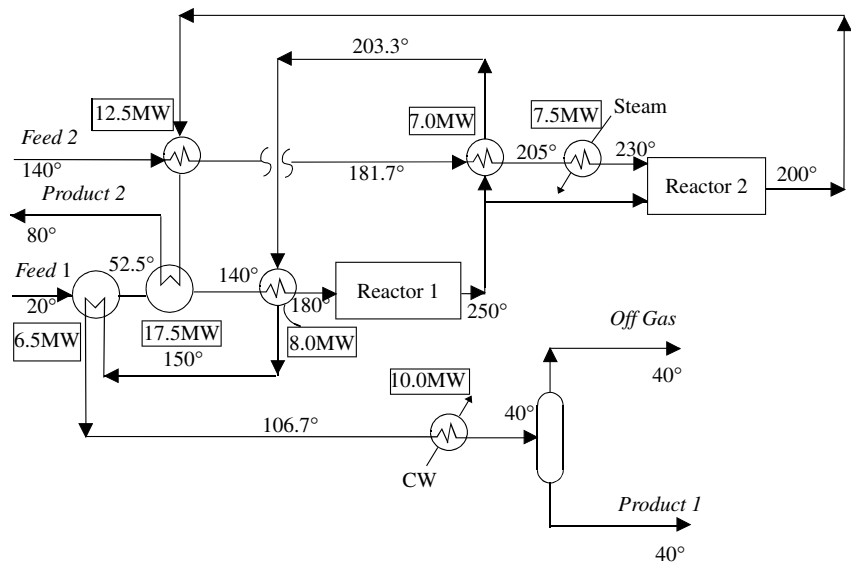 203.3°
12.5MW
7.0MW
7.5MW
Steam
Feed 2
140°
181.7°
205°
230°
Reactor 2
200°
Product 2
80°
Feed 1
20°
52.5°
140°
180°
Reactor 1
250°
6.5MW
17.5MW
150°
8.0MW
Off Gas
40°
10.0MW
106.7°
40°
CW
Product 1
40°